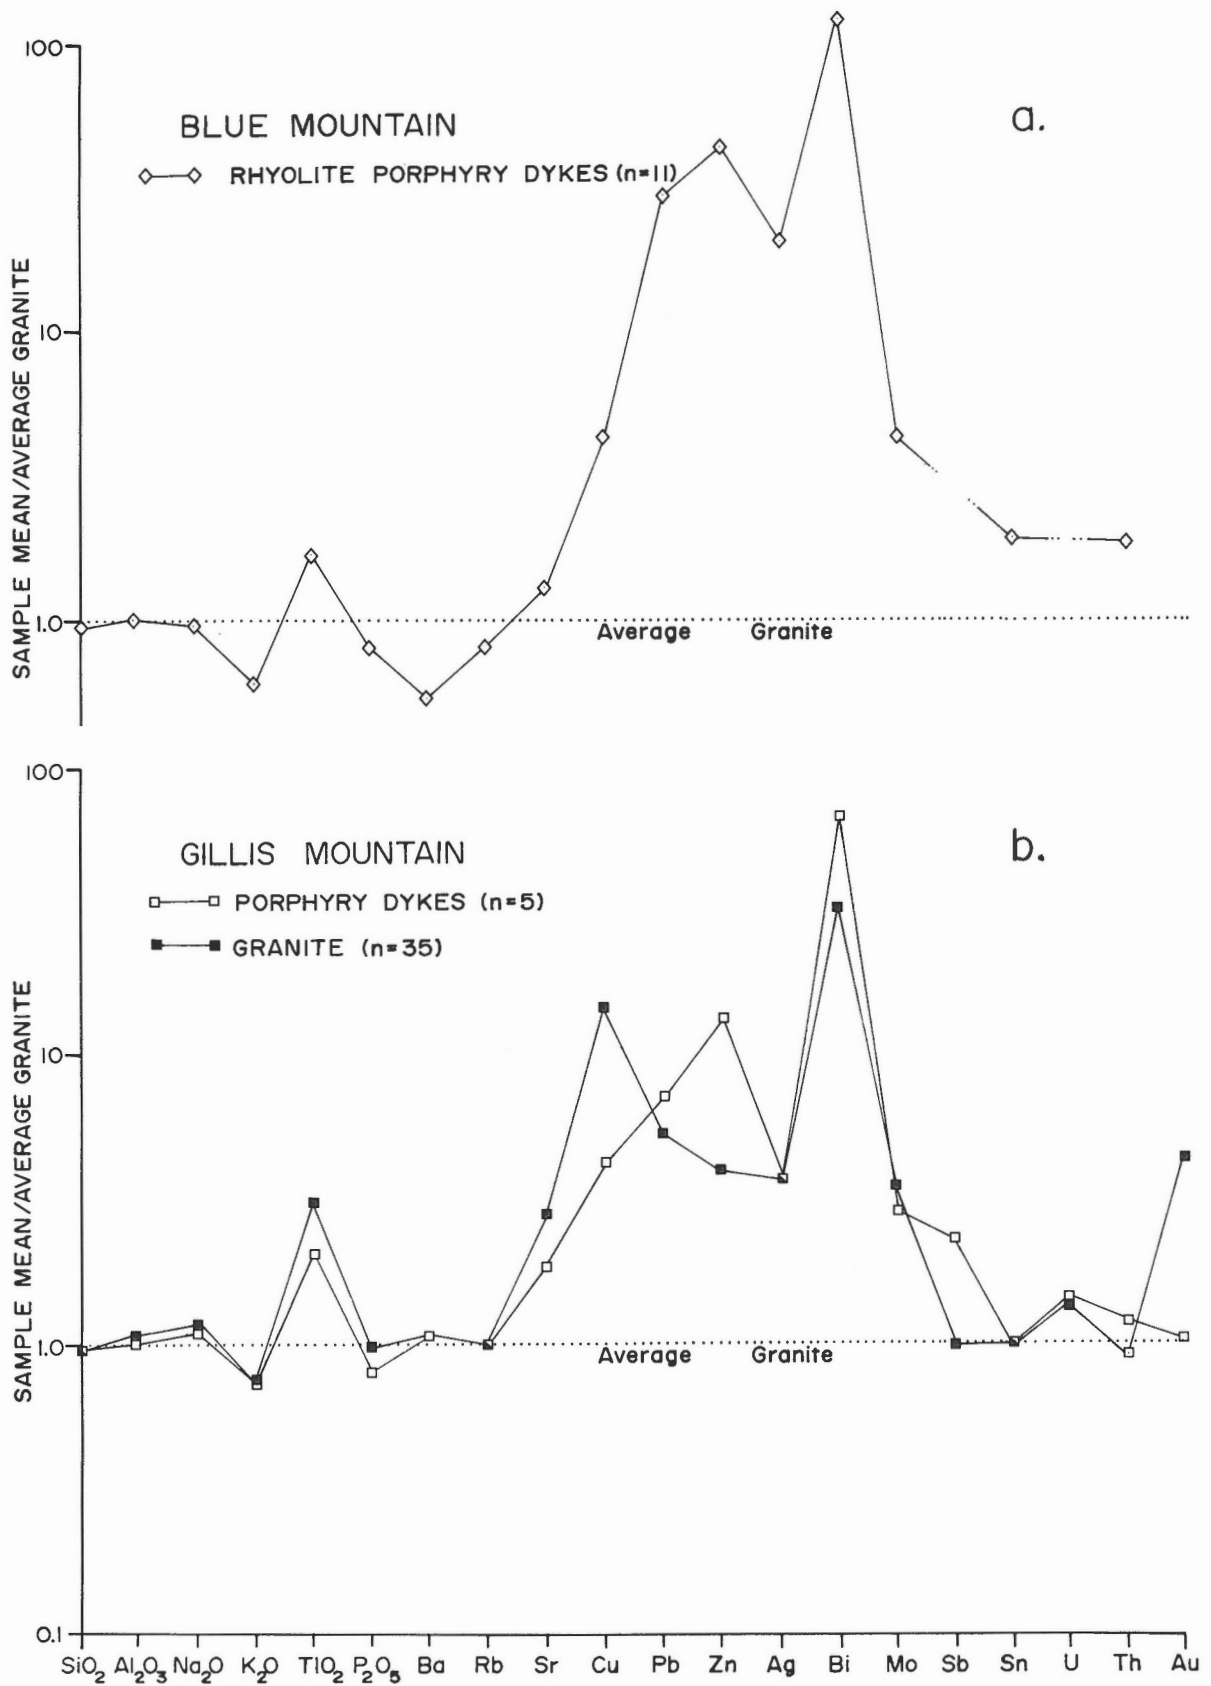 100
BLUE MOUNTAIN
a.
RHYOLITE PORPHYRY DYKES (n=11)
SAMPLE MEAN/AVERAGE GRANITE
10
1.0
Average Granite
100
GILLIS MOUNTAIN
b.
PORPHYRY DYKES (n=5)
GRANITE (n=35)
SAMPLE MEAN/AVERAGE GRANITE
10
1.0
Average Granite
0.1
SiO2 Al2O3 Na2O K2O TiO2 P2O5 Ba Rb Sr Cu Pb Zn Ag Bi Mo Sb Sn U Th Au